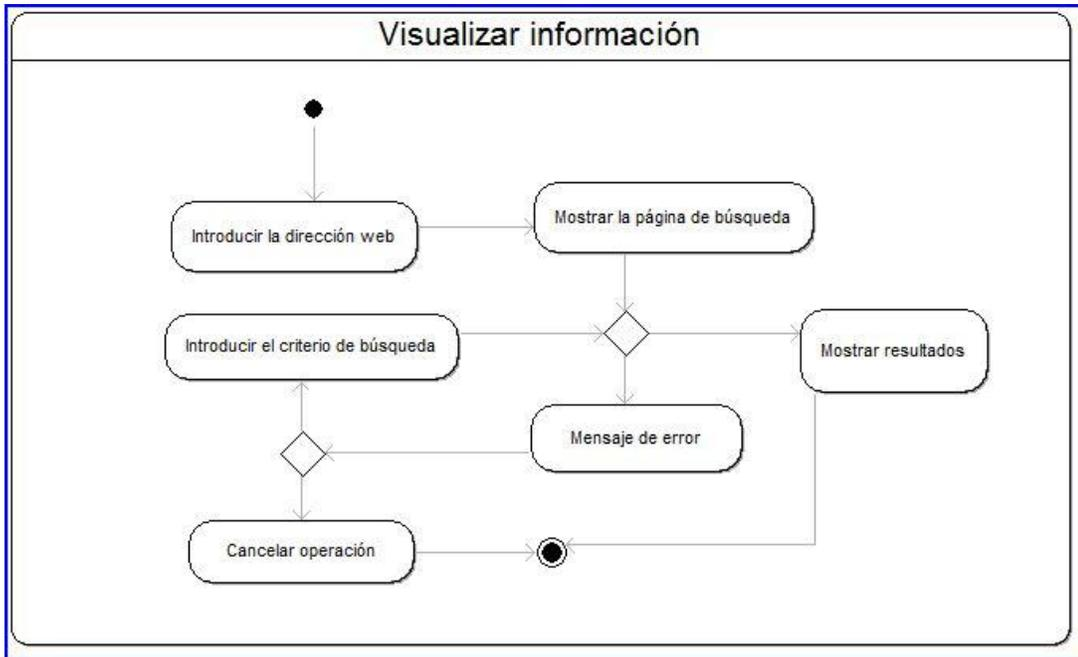 Visualizar información
Introducir la dirección web
Mostrar la página de búsqueda
Introducir el criterio de búsqueda
Mostrar resultados
Mensaje de error
Cancelar operación